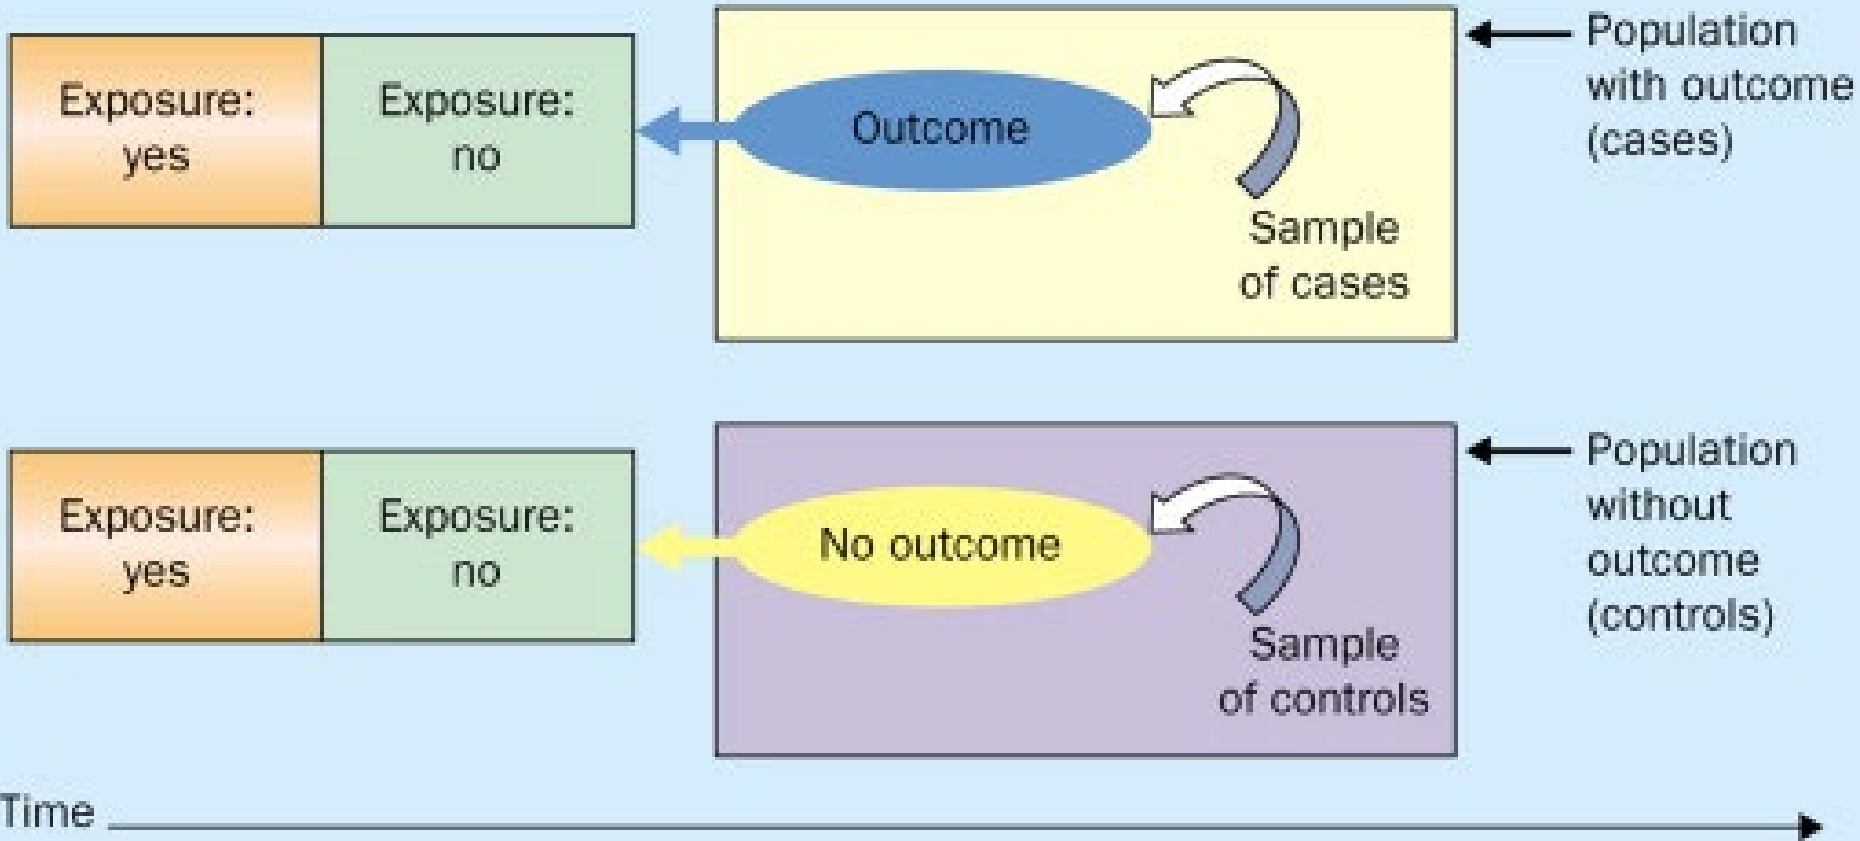 Exposure:
yes
Exposure:
no
Outcome
Sample
of cases
Population
with outcome
(cases)
Exposure:
yes
Exposure:
no
No outcome
Sample
of controls
Population
without
outcome
(controls)
Time